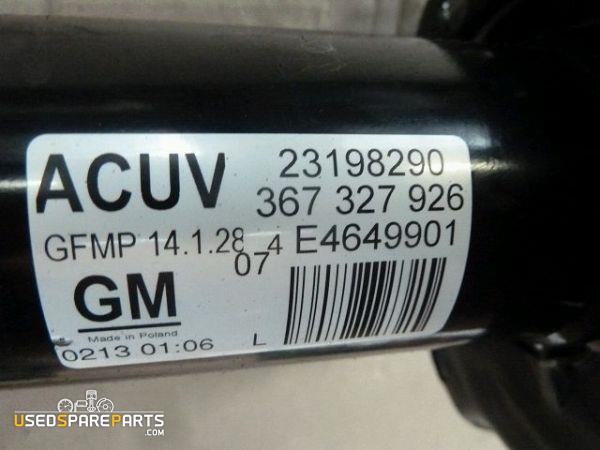 ACUV 23198290
367 327 926
GFMP 14.1.28 4 E4649901
07
GM
Made in Poland
0213 01:06 L
USEDSPAREPARTS
.COM